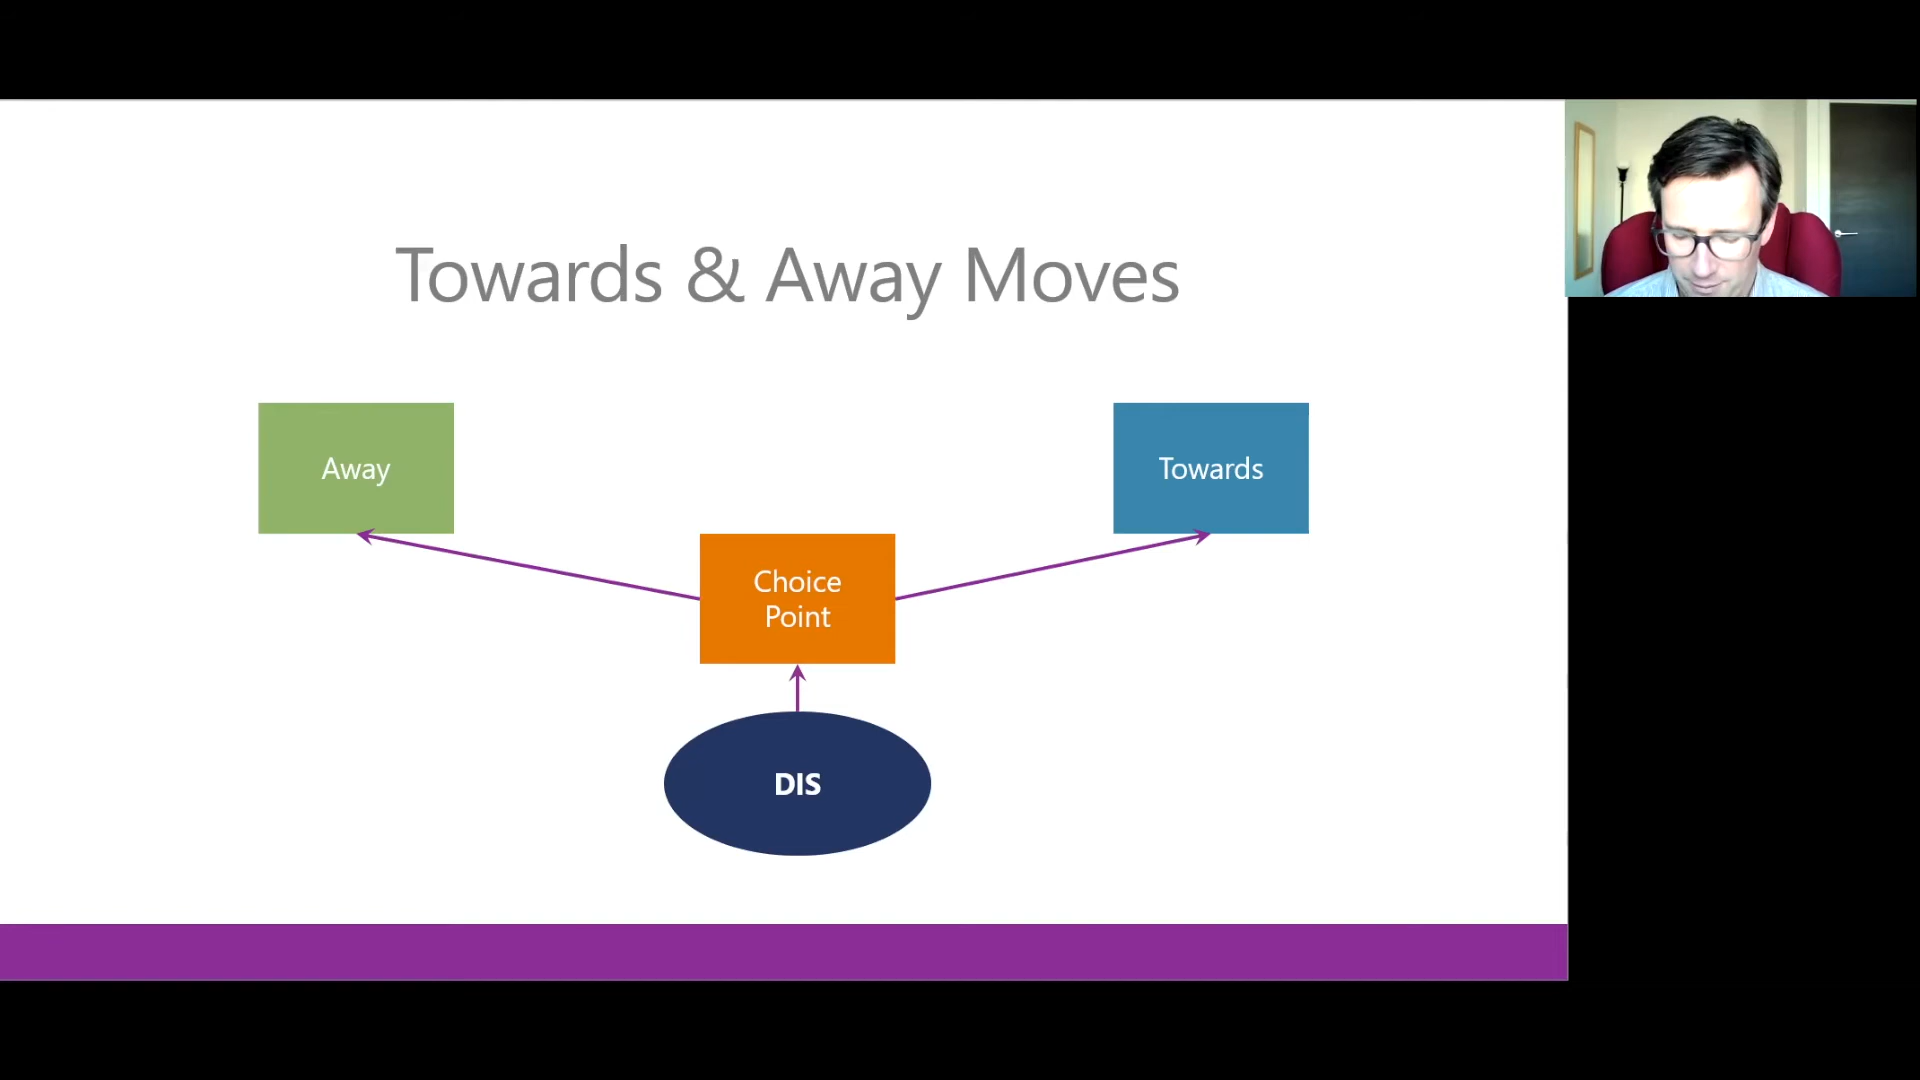 Towards & Away Moves
Away
Towards
Choice
Point
DIS